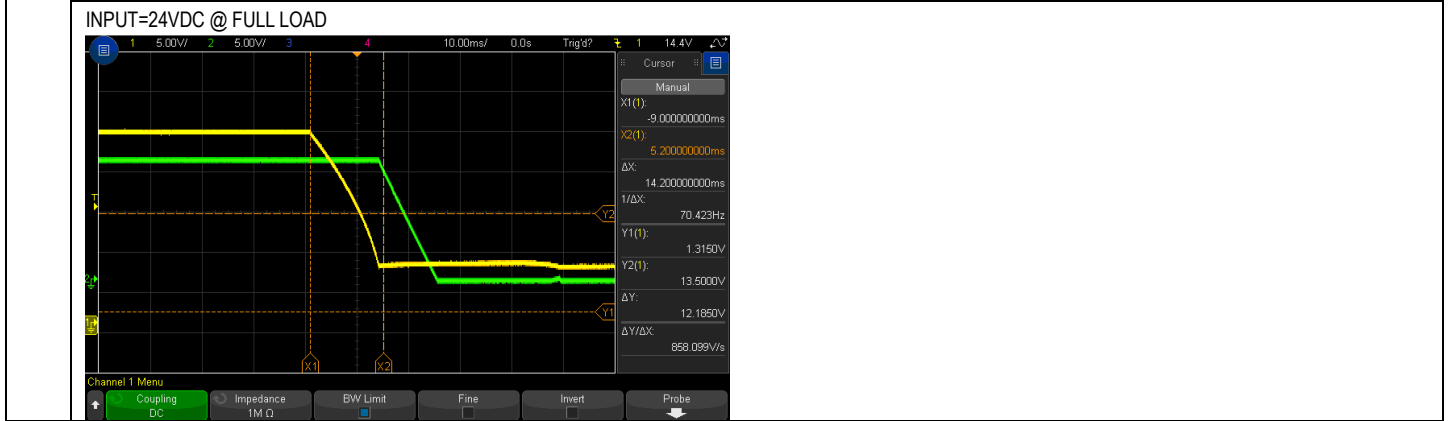 INPUT=24VDC @ FULL LOAD
1 5.00V/ 2 5.00V/ 3 4 10.00ms/ 0.0s Trig'd? 1 14.4V
Cursor
Manual
X1(1):
-9.000000000ms
X2(1):
5.200000000ms
ΔX:
14.200000000ms
1/ΔX:
70.423Hz
Y1(1):
1.3150V
Y2(1):
13.5000V
ΔY:
12.1850V
ΔY/ΔX:
858.099V/s
T
Y2
2
Y1
1
X1 X2
Channel 1 Menu
Coupling Impedance BW Limit Fine Invert Probe
DC 1M Ω